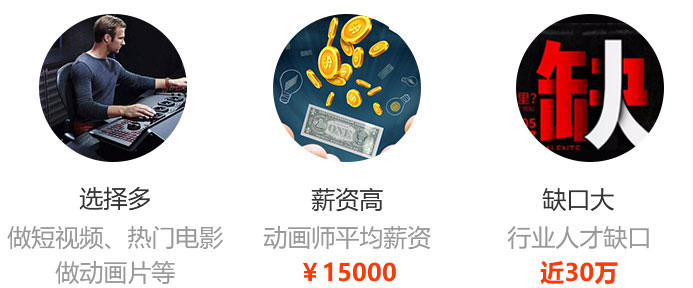 缺人
里?
ONE
选择多
做短视频、热门电影
做动画片等
薪资高
动画师平均薪资
￥15000
缺口大
行业人才缺口
近30万